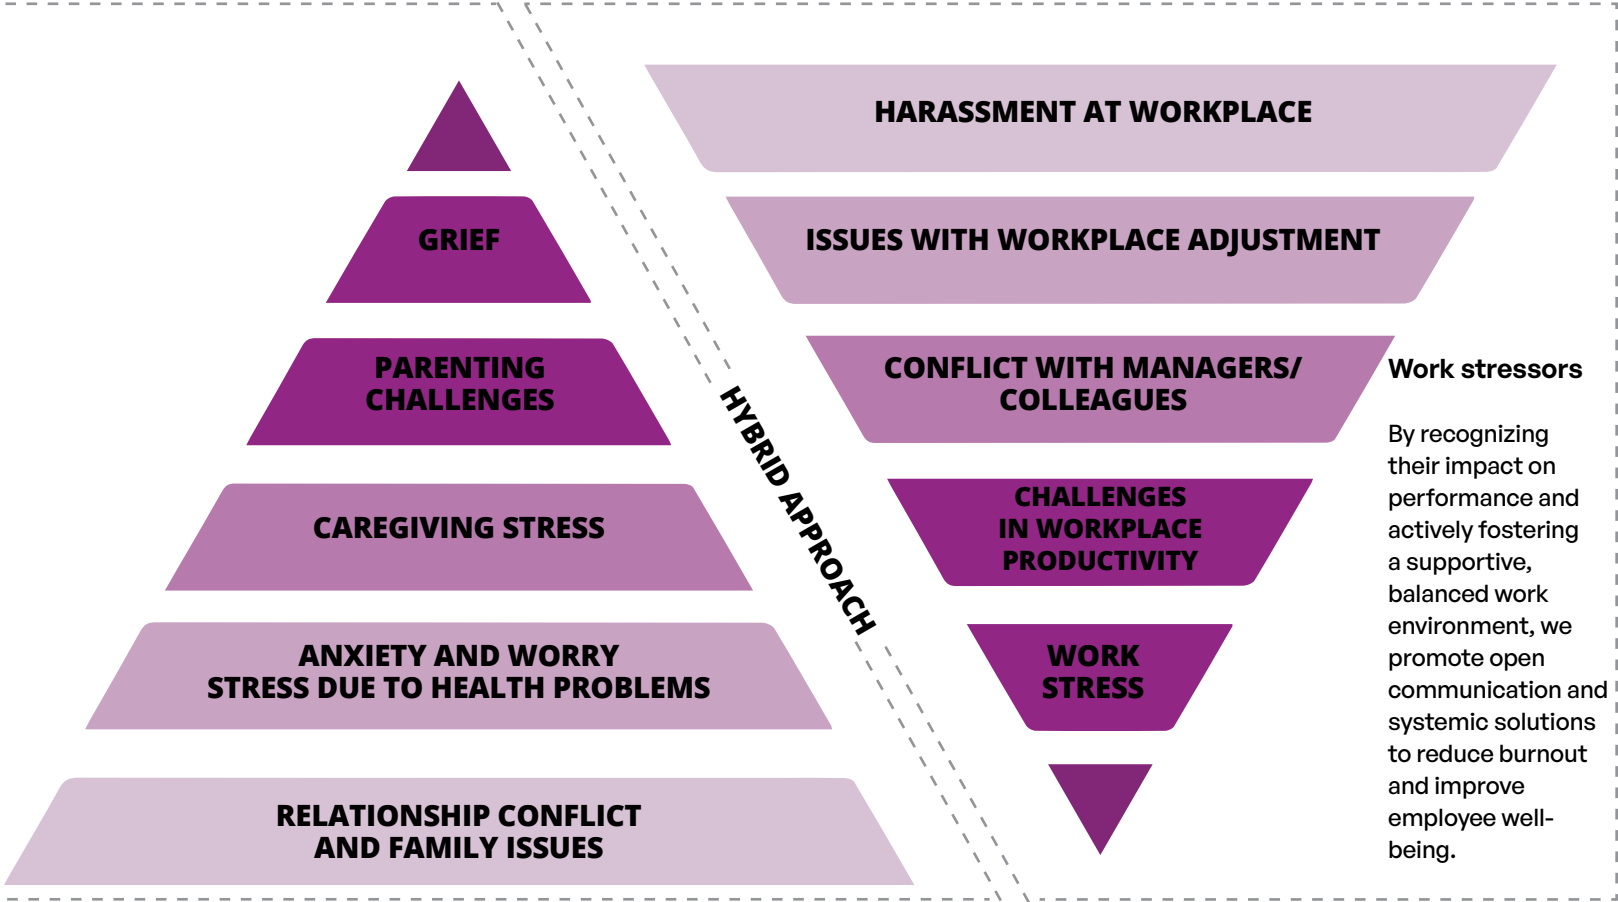 GRIEF
PARENTING
CHALLENGES
CAREGIVING STRESS
ANXIETY AND WORRY
STRESS DUE TO HEALTH PROBLEMS
RELATIONSHIP CONFLICT
AND FAMILY ISSUES
HYBRID APPROACH
HARASSMENT AT WORKPLACE
ISSUES WITH WORKPLACE ADJUSTMENT
CONFLICT WITH MANAGERS/
COLLEAGUES
CHALLENGES
IN WORKPLACE
PRODUCTIVITY
WORK
STRESS
Work stressors
By recognizing
their impact on
performance and
actively fostering
a supportive,
balanced work
environment, we
promote open
communication and
systemic solutions
to reduce burnout
and improve
employee well-
being.